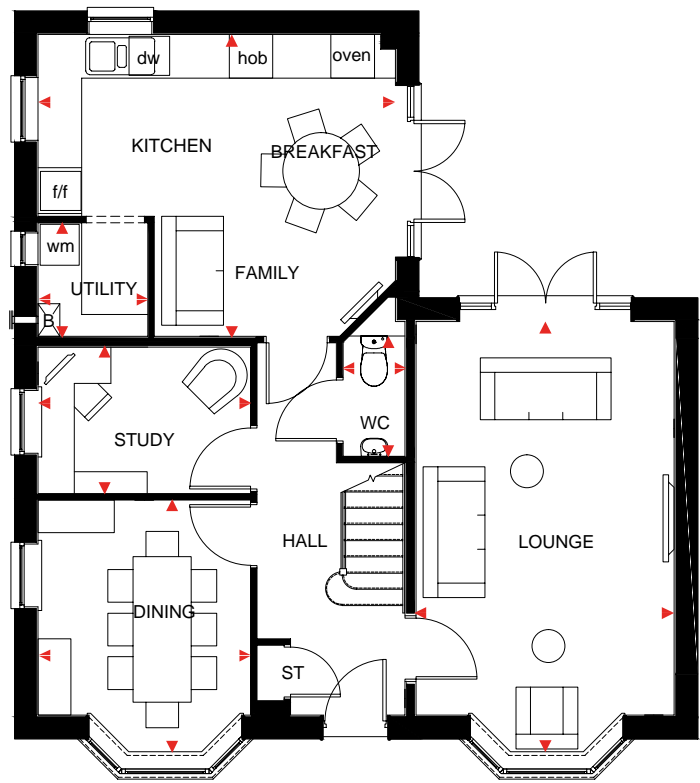 dw
hob
oven
KITCHEN
BREAKFAST
f/f
wm
FAMILY
UTILITY
B
WC
STUDY
HALL
LOUNGE
DINING
ST